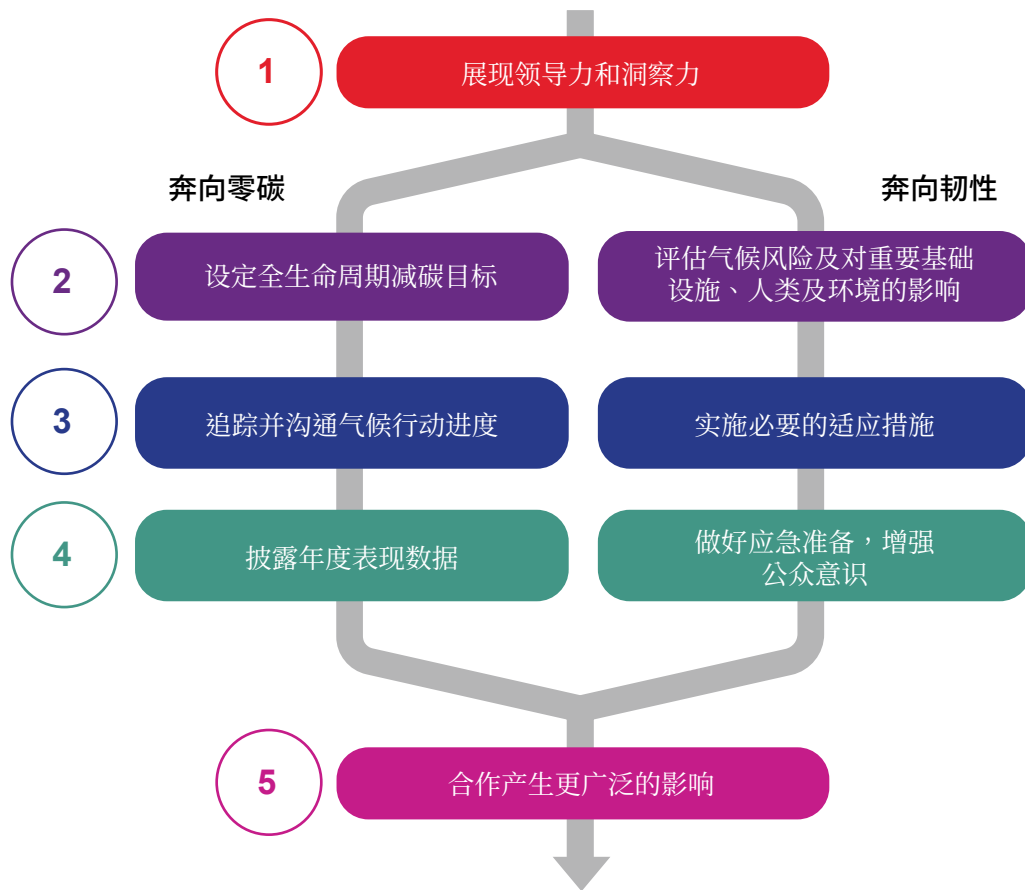 1
展现领导力和洞察力
奔向零碳
奔向韧性
2
设定全生命周期减碳目标
评估气候风险及对重要基础
设施、人类及环境的影响
3
追踪并沟通气候行动进度
实施必要的适应措施
4
披露年度表现数据
做好应急准备，增强
公众意识
5
合作产生更广泛的影响